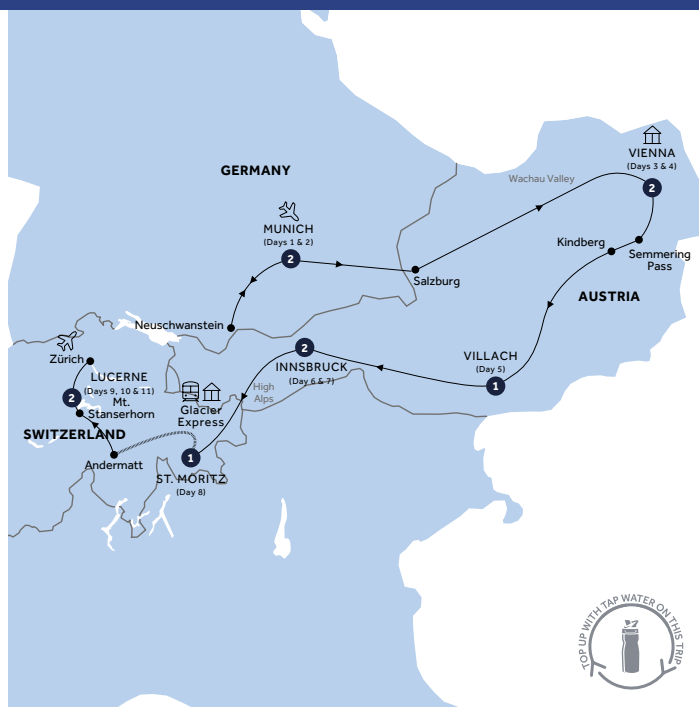 GERMANY
VIENNA
(Days 3 & 4)
2
Wachau Valley
MUNICH
(Days 1 & 2)
2
Kindberg
Semmering
Pass
Salzburg
AUSTRIA
Neuschwanstein
Zürich
2
INNSBRUCK
(Day 6 & 7)
VILLACH
(Day 5)
1
LUCERNE
(Days 9, 10 & 11)
2
Mt.
Stanserhorn
High
Alps
Glacier
Express
SWITZERLAND
Andermatt
1
ST. MORITZ
(Day 8)
TOP UP WITH TAP WATER ON THIS TRIP